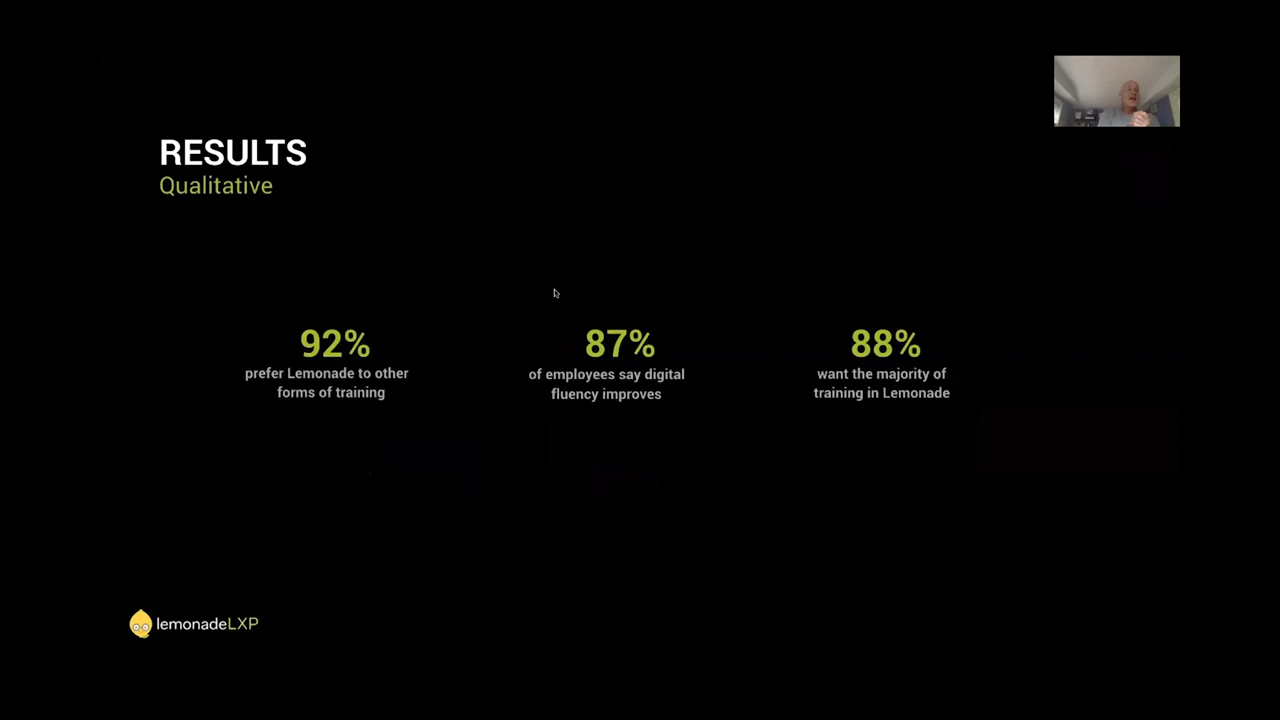 RESULTS
Qualitative
92%
prefer Lemonade to other
forms of training
87%
of employees say digital
fluency improves
88%
want the majority of
training in Lemonade
lemonadeLXP